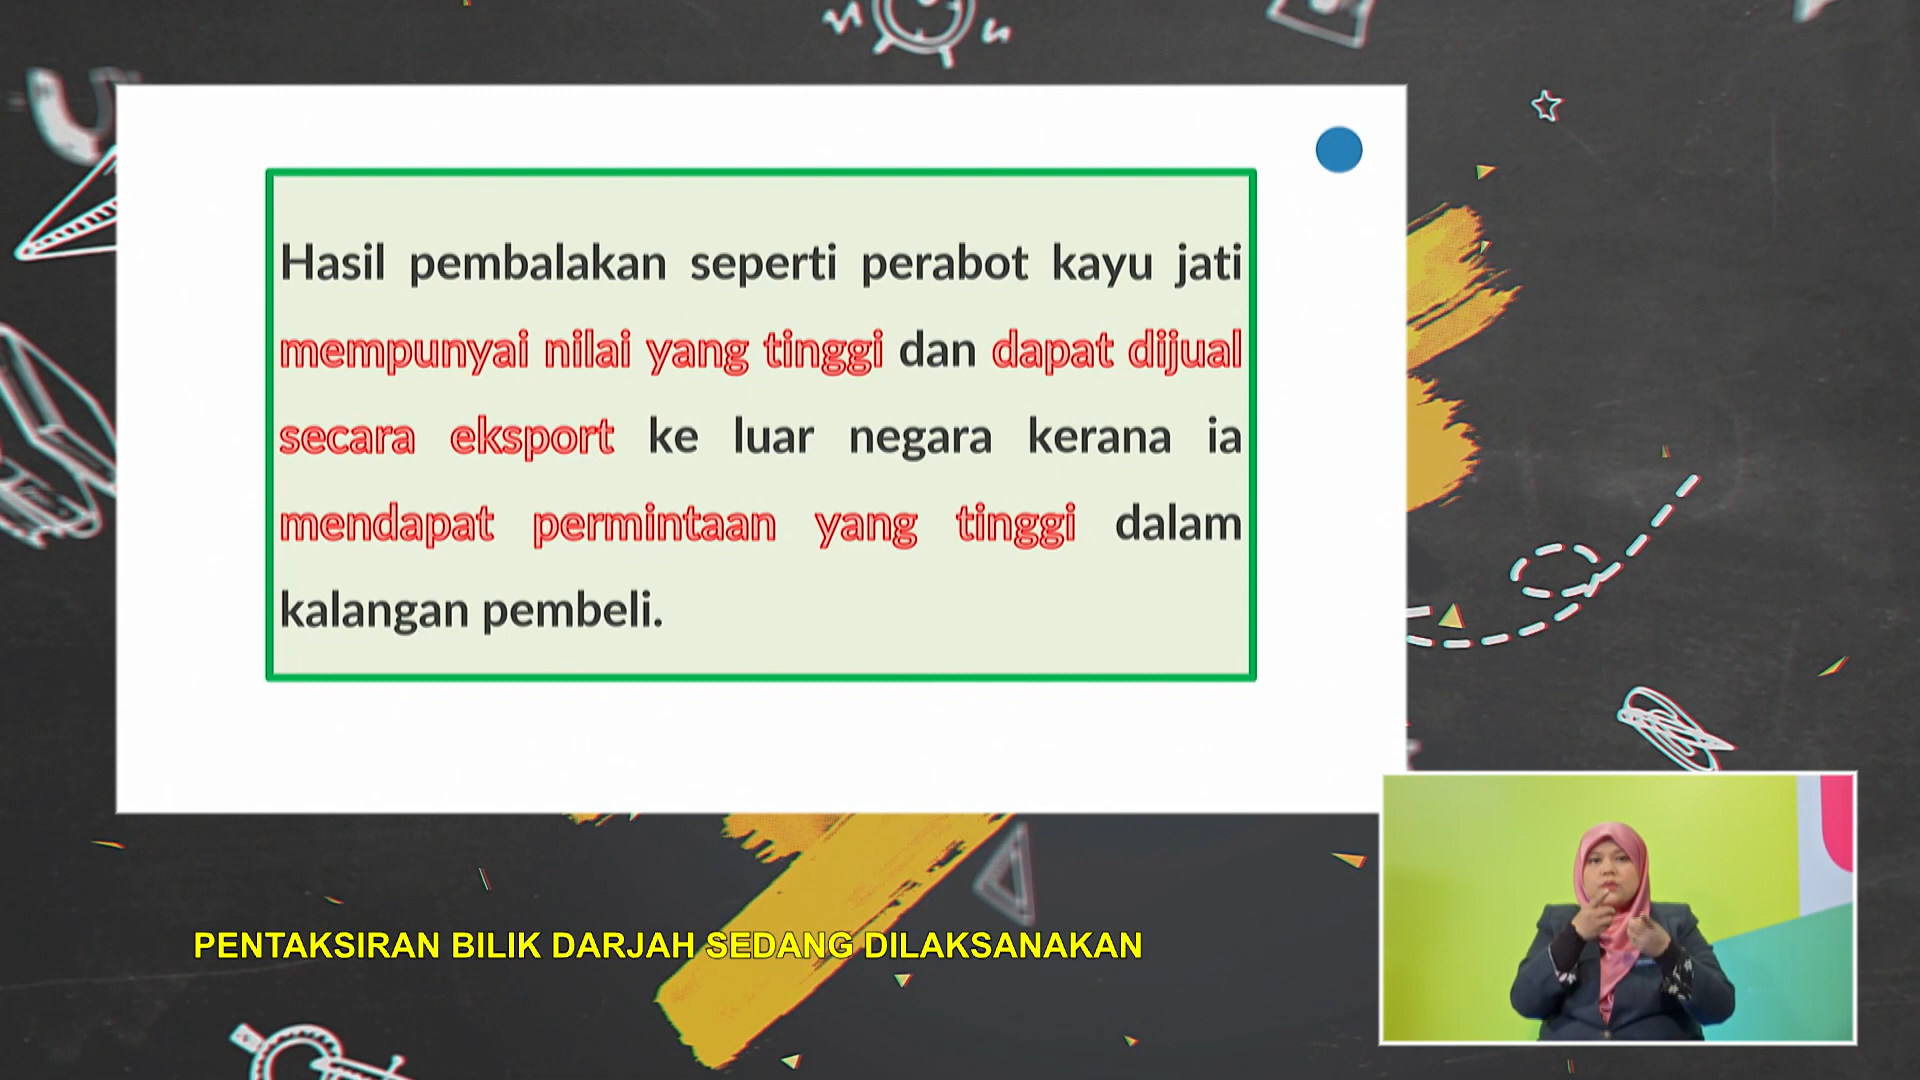 Hasil pembalakan seperti perabot kayu jati
mempunyai nilai yang tinggi dan dapat dijual
secara eksport ke luar negara kerana ia
mendapat permintaan yang tinggi dalam
kalangan pembeli.
PENTAKSIRAN BILIK DARJAH SEDANG DILAKSANAKAN